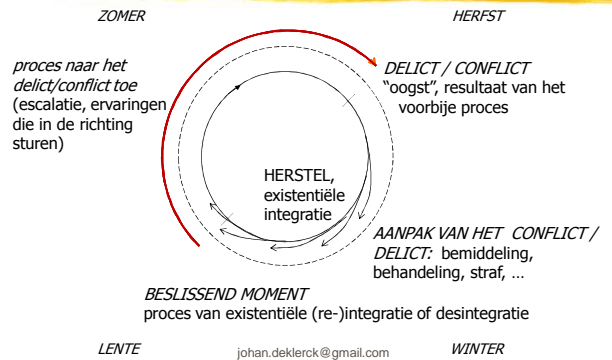 ZOMER
HERFST
proces naar het
delict/conflict toe
(escalatie, ervaringen
die in de richting
sturen)
DELICT / CONFLICT
“oogst”, resultaat van het
voorbije proces
HERSTEL,
existentiële
integratie
AANPAK VAN HET CONFLICT /
DELICT: bemiddeling,
behandeling, straf, …
BESLISSEND MOMENT
proces van existentiële (re-)integratie of desintegratie
LENTE
johan.deklerck@gmail.com
WINTER